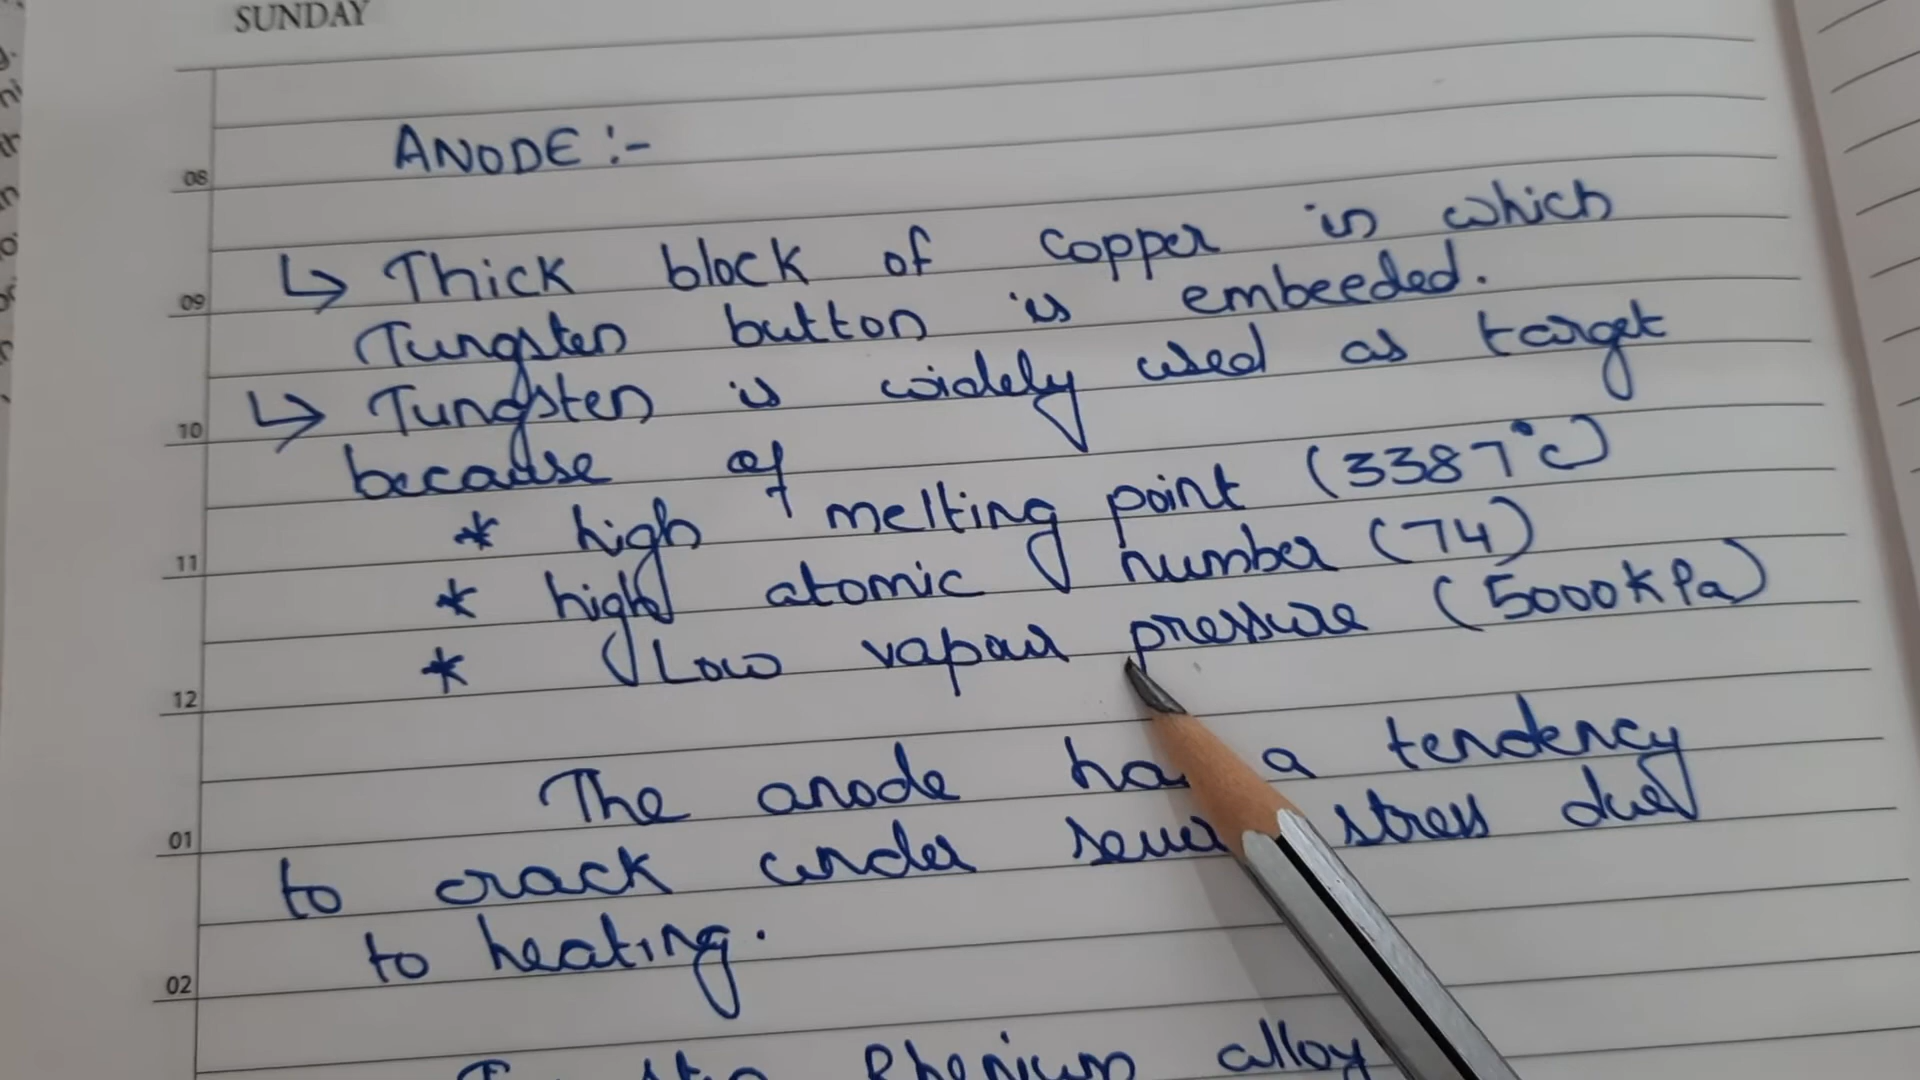 SUNDAY
ANODE :-
08
↳ Thick block of copper in which
09
Tungsten button is embeeded.
↳ Tungsten is widely used as target
10
because of
* high melting point (3387°C)
11
* high atomic number (74)
* Low vapour pressure (5000kPa)
12
The anode has a tendency
01
to crack under stress due
to heating.
02
Rhenium alloy